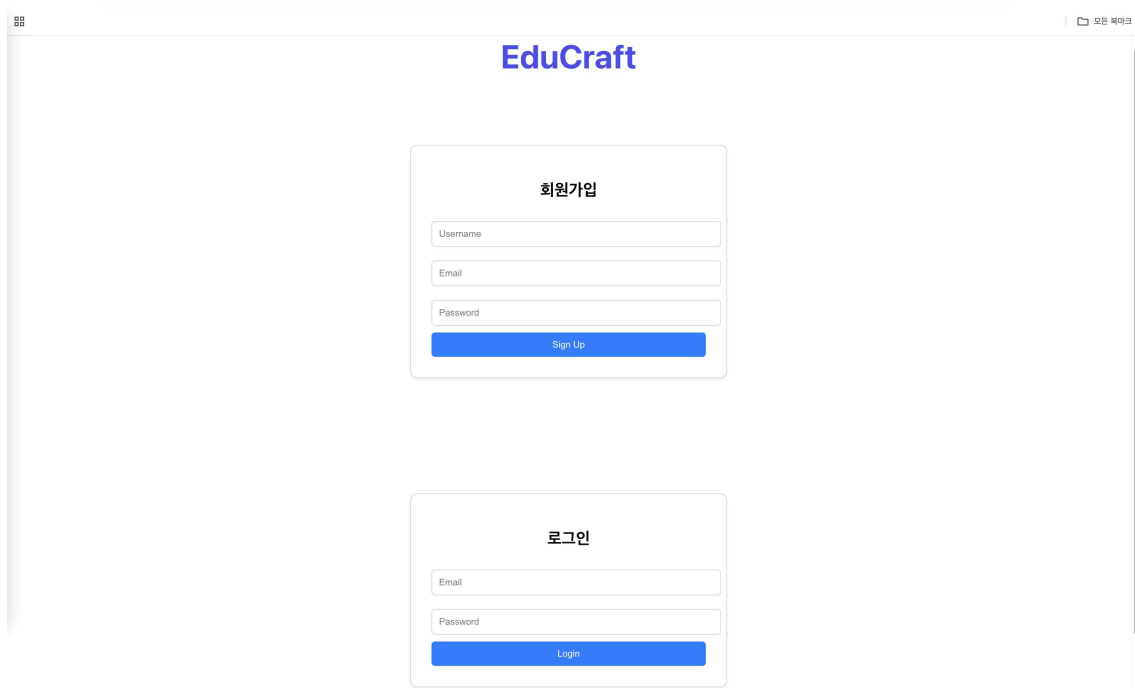 모든 북마크
EduCraft
회원가입
Username
Email
Password
Sign Up
로그인
Email
Password
Login